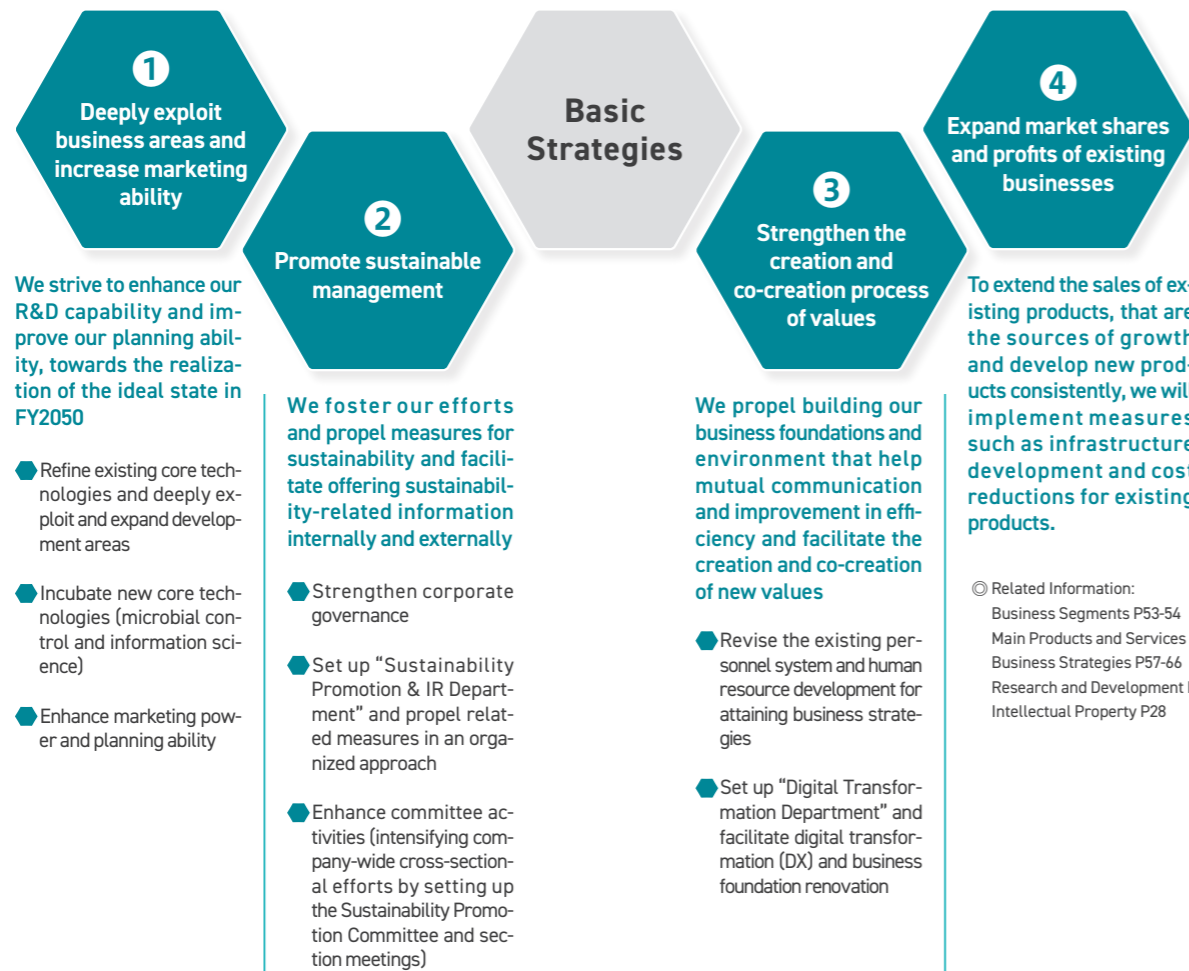 Basic
Strategies
1
Deeply exploit
business areas and
increase marketing
ability
We strive to enhance our
R&D capability and im-
prove our planning abil-
ity, towards the realiza-
tion of the ideal state in
FY2050
Refine existing core tech-
nologies and deeply ex-
ploit and expand develop-
ment areas
Incubate new core tech-
nologies (microbial con-
trol and information sci-
ence)
Enhance marketing pow-
er and planning ability
2
Promote sustainable
management
We foster our efforts
and propel measures for
sustainability and facili-
tate offering sustainabil-
ity-related information
internally and externally
Strengthen corporate
governance
Set up “Sustainability
Promotion & IR Depart-
ment” and propel relat-
ed measures in an orga-
nized approach
Enhance committee ac-
tivities (intensifying com-
pany-wide cross-section-
al efforts by setting up
the Sustainability Promo-
tion Committee and sec-
tion meetings)
3
Strengthen the
creation and
co-creation process
of values
We propel building our
business foundations and
environment that help
mutual communication
and improvement in effi-
ciency and facilitate the
creation and co-creation
of new values
Revise the existing per-
sonnel system and human
resource development for
attaining business strate-
gies
Set up “Digital Transfor-
mation Department” and
facilitate digital transfor-
mation (DX) and business
foundation renovation
4
Expand market shares
and profits of existing
businesses
To extend the sales of ex-
isting products, that are
the sources of growth
and develop new prod-
ucts consistently, we wil
implement measures
such as infrastructure
development and cost
reductions for existing
products.
◎ Related Information:
Business Segments P53-54
Main Products and Services
Business Strategies P57-66
Research and Development
Intellectual Property P28